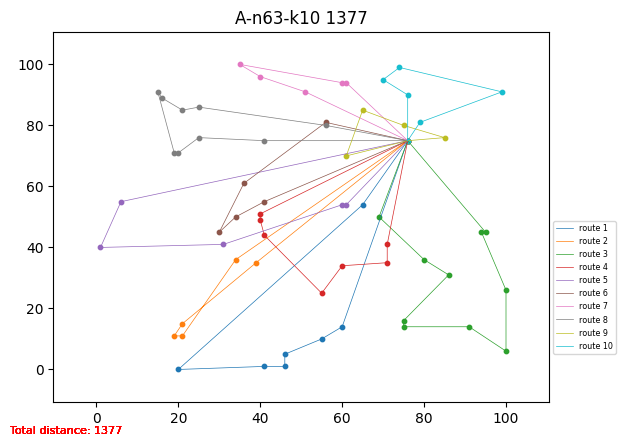 A-n63-k10 1377
100
80
60
40
20
0
0 20 40 60 80 100
route 1
route 2
route 3
route 4
route 5
route 6
route 7
route 8
route 9
route 10
Total distance: 1377